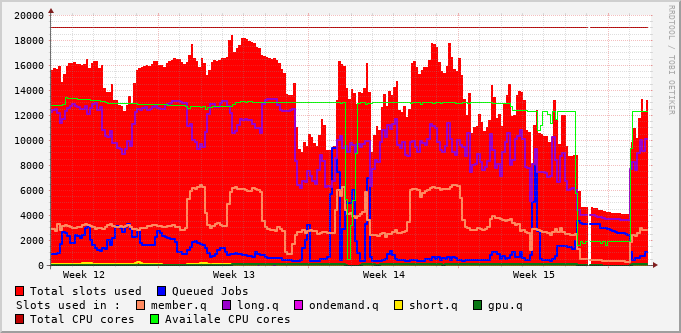 RRDTOOL / TOBI OETIKER
20000
18000
16000
14000
12000
10000
8000
6000
4000
2000
0
Week 12 Week 13 Week 14 Week 15
Total slots used Queued Jobs
Slots used in : member.q long.q ondemand.q short.q gpu.q
Total CPU cores Availale CPU cores